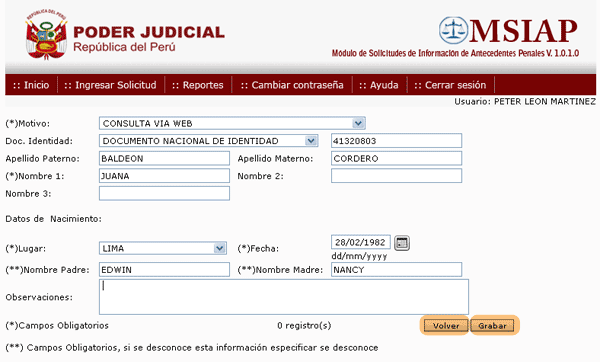 REPUBLICA DEL PERU
PODER JUDICIAL
República del Perú
MSIAP
Módulo de Solicitudes de Información de Antecedentes Penales V. 1.0.1.0
:: Inicio :: Ingresar Solicitud :: Reportes :: Cambiar contraseña :: Ayuda :: Cerrar sesión
Usuario: PETER LEON MARTINEZ
(*)Motivo: CONSULTA VIA WEB
Doc. Identidad: DOCUMENTO NACIONAL DE IDENTIDAD 41320803
Apellido Paterno: BALDEON Apellido Materno: CORDERO
(*)Nombre 1: JUANA Nombre 2:
Nombre 3:
Datos de Nacimiento:
(*)Lugar: LIMA (*)Fecha: 28/02/1982
dd/mm/yyyy
(**)Nombre Padre: EDWIN (**)Nombre Madre: NANCY
Observaciones:
(*)Campos Obligatorios 0 registro(s) Volver Grabar
(**) Campos Obligatorios, si se desconoce esta información especificar se desconoce